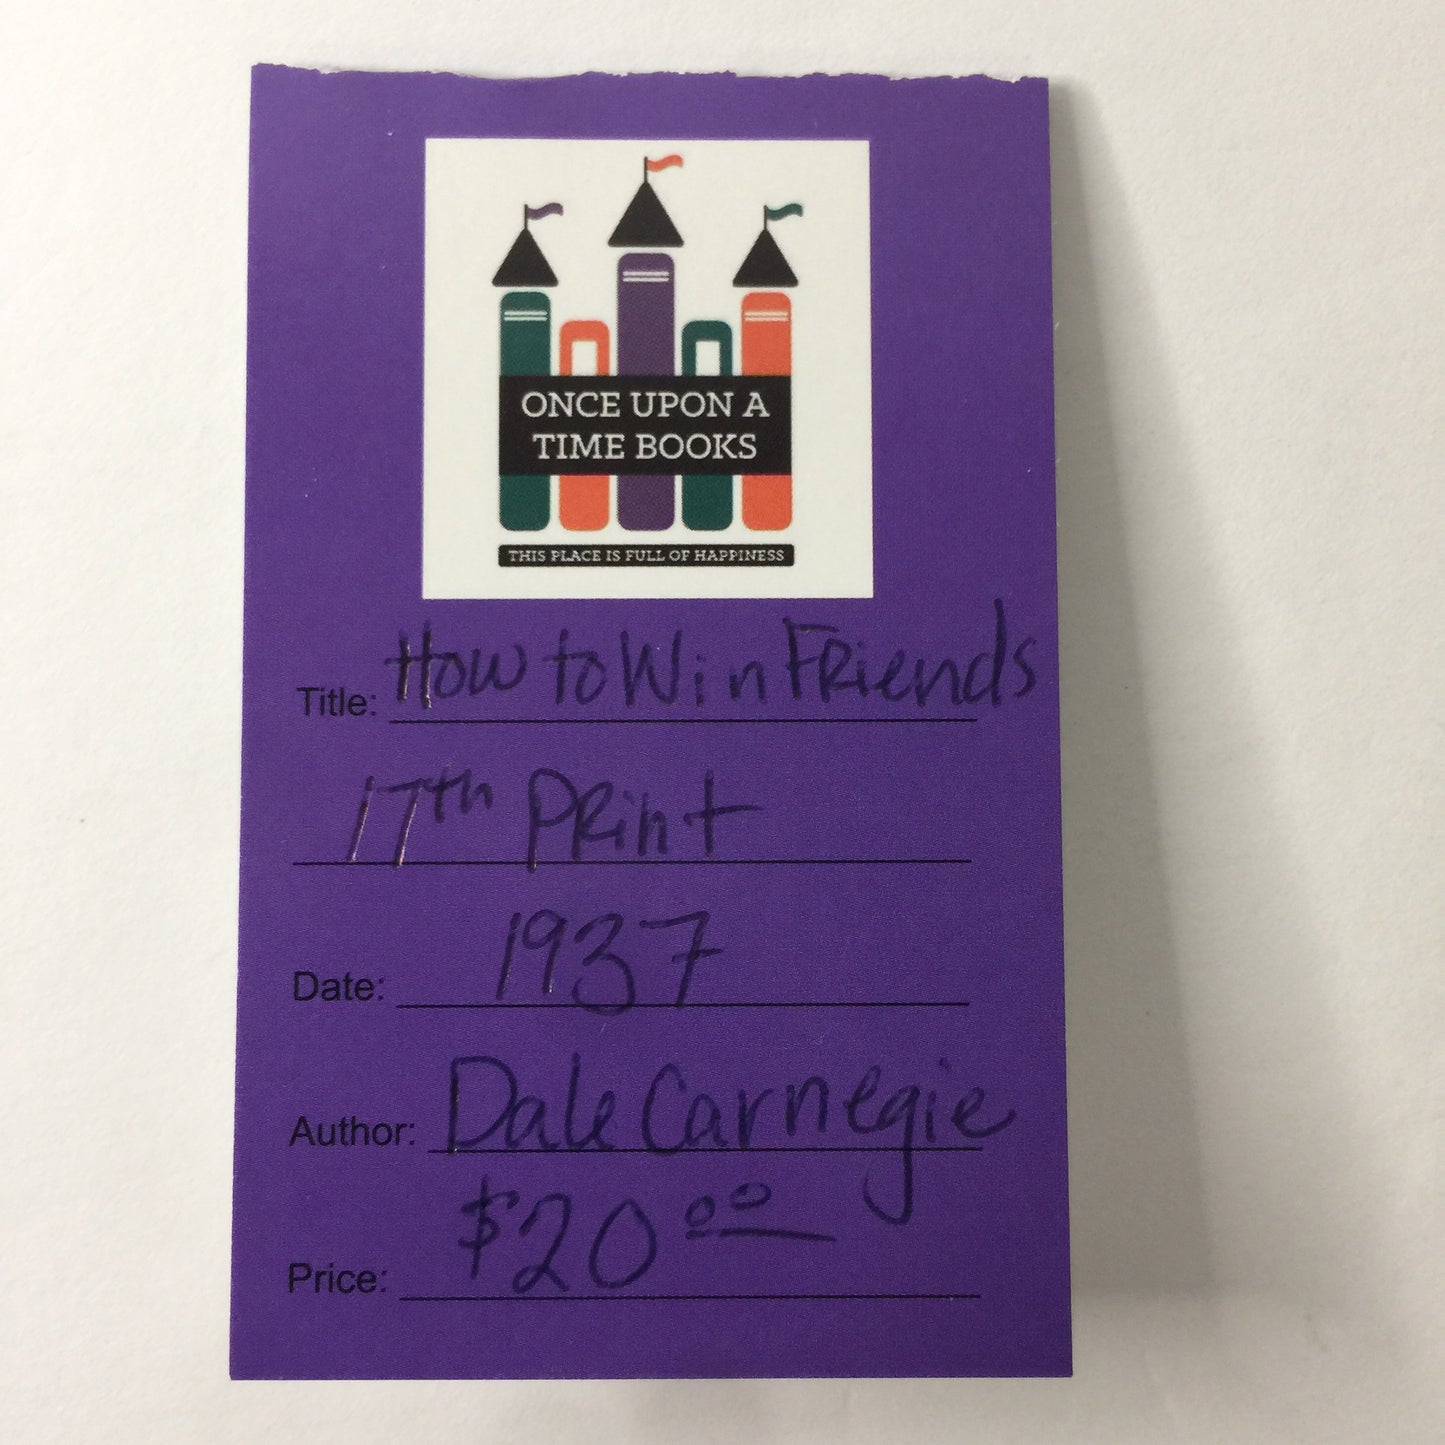 ONCE UPON A
TIME BOOKS
THIS PLACE IS FULL OF HAPPINESS
Title: How to Win Friends
17th Print
Date: 1937
Author: Dale Carnegie
Price: $20.00